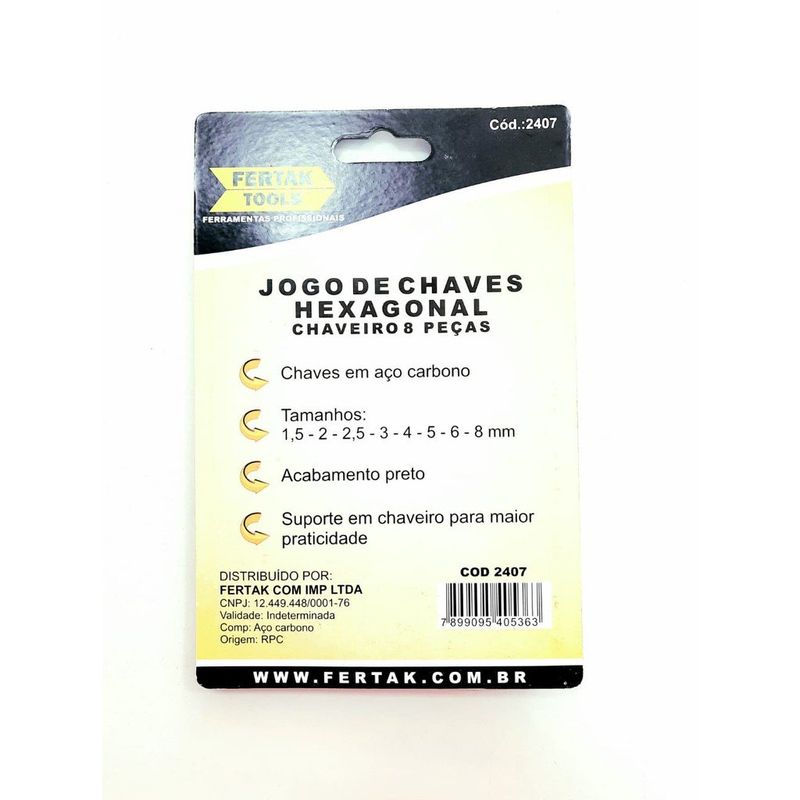 Cód.:2407
FERTAK
TOOLS
FERRAMENTAS PROFISSIONAIS
JOGO DE CHAVES
HEXAGONAL
CHAVEIRO 8 PEÇAS
Chaves em aço carbono
Tamanhos:
1,5 - 2 - 2,5 - 3 - 4 - 5 - 6 - 8 mm
Acabamento preto
Suporte em chaveiro para maior
praticidade
DISTRIBUÍDO POR:
FERTAK COM IMP LTDA
CNPJ: 12.449.448/0001-76
Validade: Indeterminada
Comp: Aço carbono
Origem: RPC
COD 2407
7 899095 405363
WWW.FERTAK.COM.BR